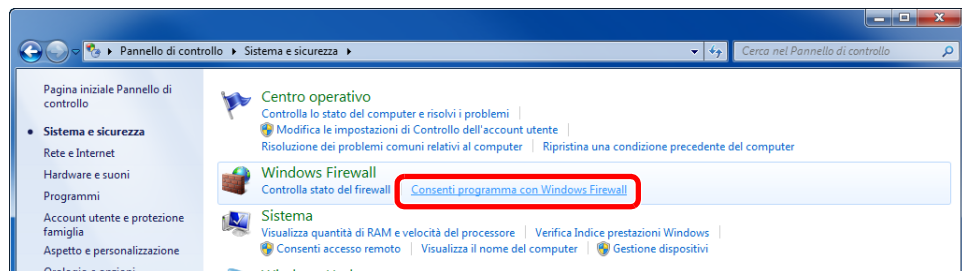 Pannello di controllo ▸ Sistema e sicurezza ▸
Cerca nel Pannello di controllo
Pagina iniziale Pannello di
controllo
Sistema e sicurezza
Rete e Internet
Hardware e suoni
Programmi
Account utente e protezione
famiglia
Aspetto e personalizzazione
Centro operativo
Controlla lo stato del computer e risolvi i problemi
Modifica le impostazioni di Controllo dell'account utente
Risoluzione dei problemi comuni relativi al computer Ripristina una condizione precedente del computer
Windows Firewall
Controlla stato del firewall Consenti programma con Windows Firewall
Sistema
Visualizza quantità di RAM e velocità del processore Verifica Indice prestazioni Windows
Consenti accesso remoto Visualizza il nome del computer Gestione dispositivi